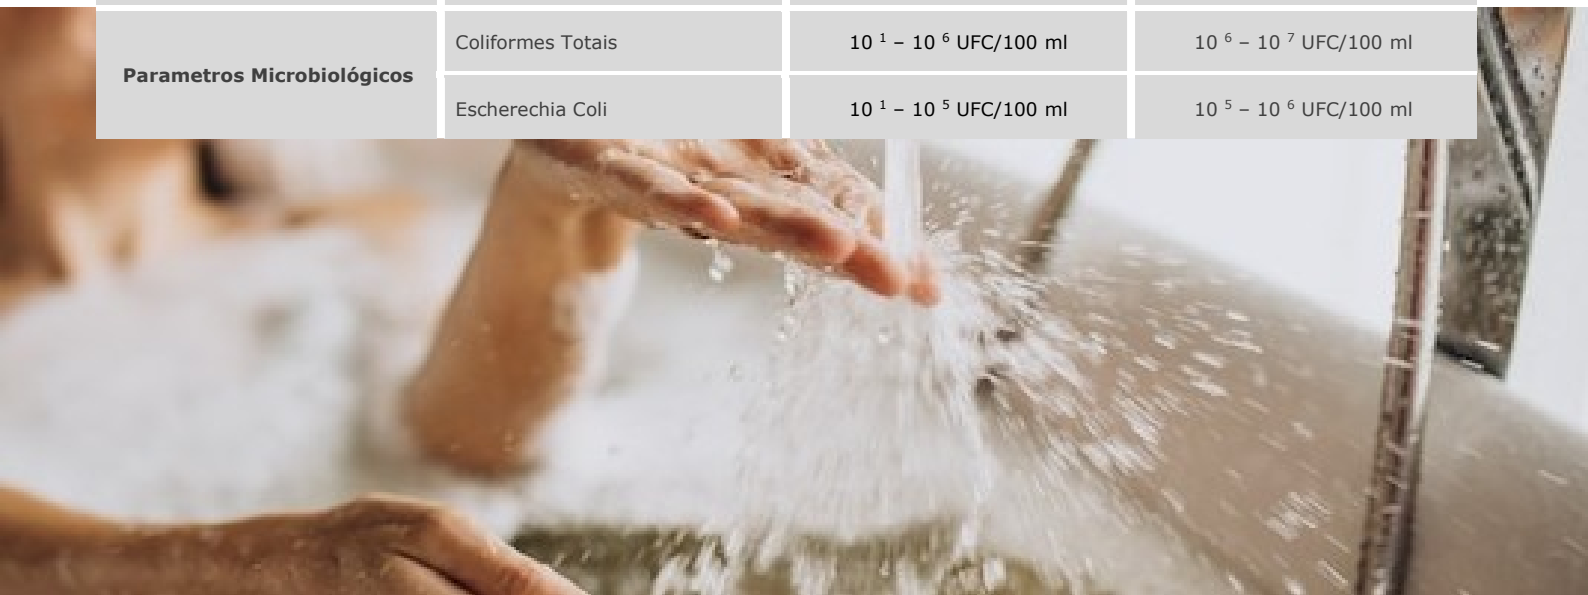 Parametros Microbiológicos
Coliformes Totais 10 ¹ – 10 ⁶ UFC/100 ml 10 ⁶ – 10 ⁷ UFC/100 ml
Escherechia Coli 10 ¹ – 10 ⁵ UFC/100 ml 10 ⁵ – 10 ⁶ UFC/100 ml